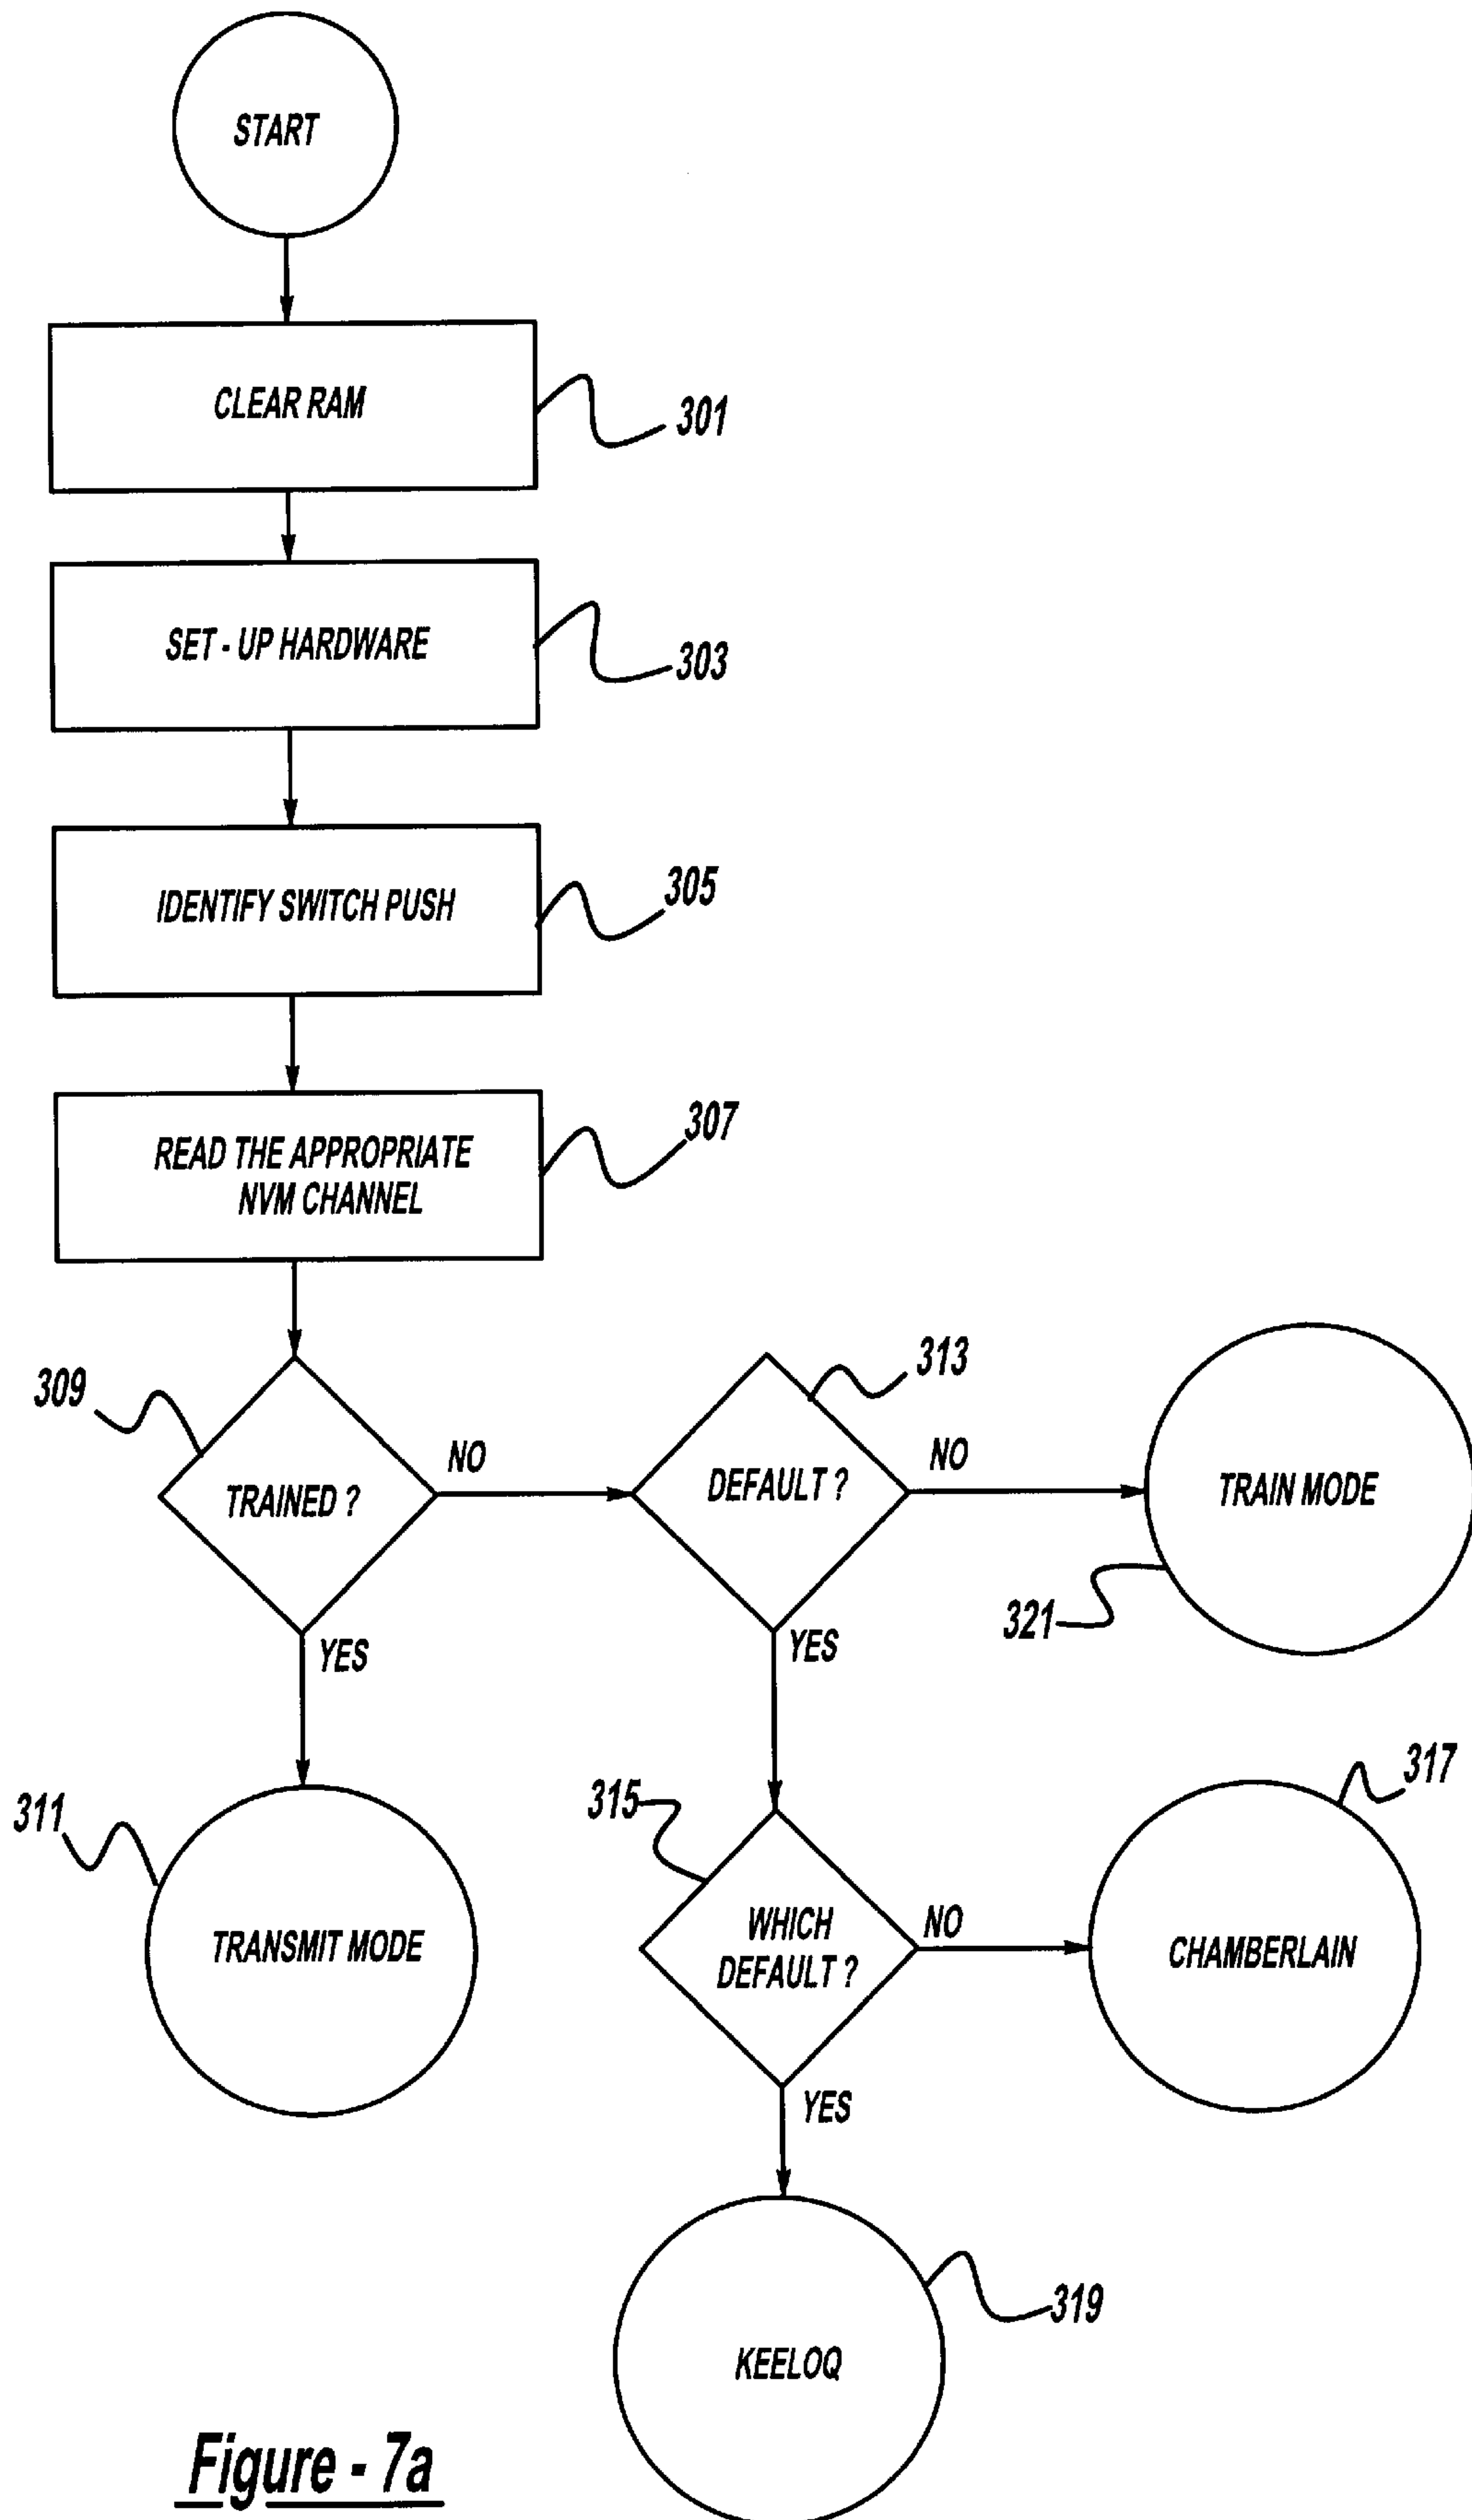 START
CLEAR RAM
301
SET - UP HARDWARE
303
IDENTIFY SWITCH PUSH
305
READ THE APPROPRIATE
NVM CHANNEL
307
309
TRAINED ?
NO
YES
313
DEFAULT ?
NO
YES
TRAIN MODE
321
311
TRANSMIT MODE
315
WHICH
DEFAULT ?
NO
YES
317
CHAMBERLAIN
KEELOQ
319
Figure - 7a